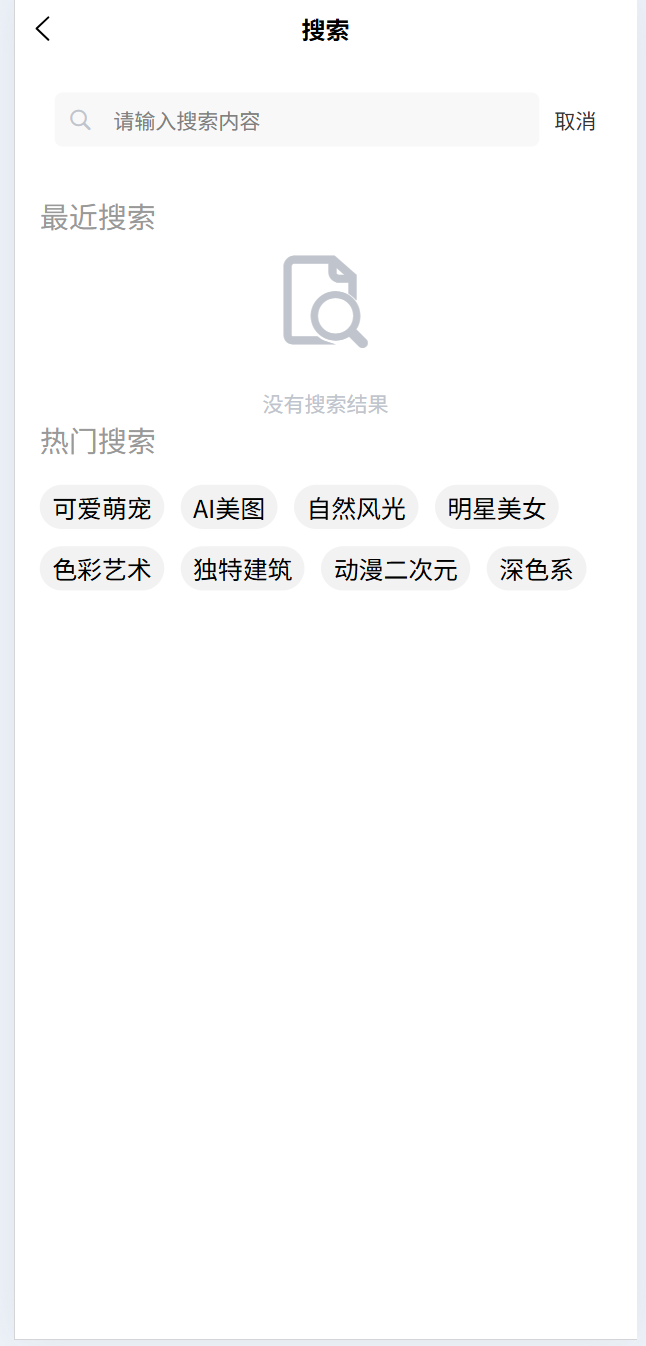 搜索
请输入搜索内容 取消
最近搜索
没有搜索结果
热门搜索
可爱萌宠 AI美图 自然风光 明星美女
色彩艺术 独特建筑 动漫二次元 深色系